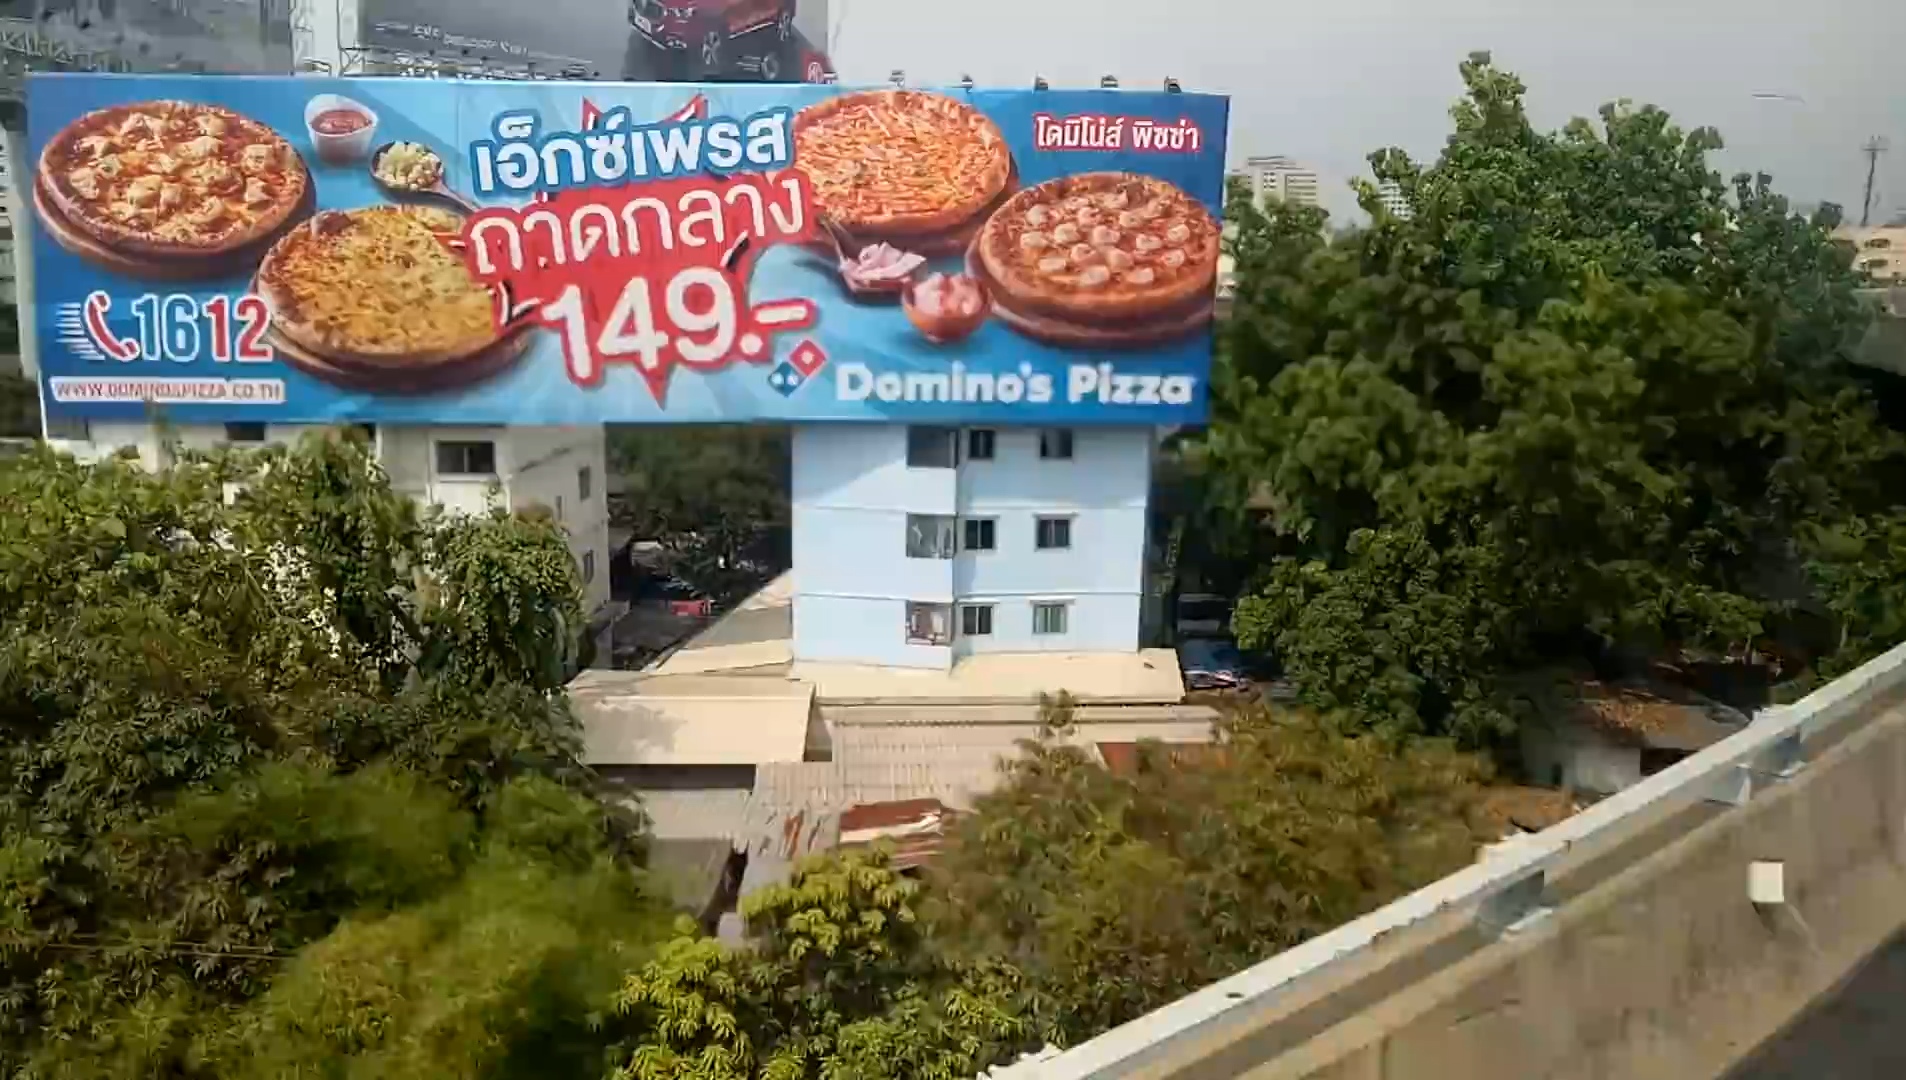 เอ็กซ์เพรส
ถาดกลาง
149.-
โดมิโน่ส์ พิซซ่า
1612
WWW.DOMINOSPIZZA.CO.TH
Domino's Pizza